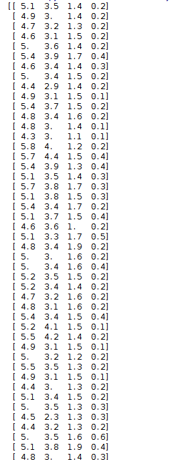 [[ 5.1 3.5 1.4 0.2]
[ 4.9 3. 1.4 0.2]
[ 4.7 3.2 1.3 0.2]
[ 4.6 3.1 1.5 0.2]
[ 5. 3.6 1.4 0.2]
[ 5.4 3.9 1.7 0.4]
[ 4.6 3.4 1.4 0.3]
[ 5. 3.4 1.5 0.2]
[ 4.4 2.9 1.4 0.2]
[ 4.9 3.1 1.5 0.1]
[ 5.4 3.7 1.5 0.2]
[ 4.8 3.4 1.6 0.2]
[ 4.8 3. 1.4 0.1]
[ 4.3 3. 1.1 0.1]
[ 5.8 4. 1.2 0.2]
[ 5.7 4.4 1.5 0.4]
[ 5.4 3.9 1.3 0.4]
[ 5.1 3.5 1.4 0.3]
[ 5.7 3.8 1.7 0.3]
[ 5.1 3.8 1.5 0.3]
[ 5.4 3.4 1.7 0.2]
[ 5.1 3.7 1.5 0.4]
[ 4.6 3.6 1. 0.2]
[ 5.1 3.3 1.7 0.5]
[ 4.8 3.4 1.9 0.2]
[ 5. 3. 1.6 0.2]
[ 5. 3.4 1.6 0.4]
[ 5.2 3.5 1.5 0.2]
[ 5.2 3.4 1.4 0.2]
[ 4.7 3.2 1.6 0.2]
[ 4.8 3.1 1.6 0.2]
[ 5.4 3.4 1.5 0.4]
[ 5.2 4.1 1.5 0.1]
[ 5.5 4.2 1.4 0.2]
[ 4.9 3.1 1.5 0.1]
[ 5. 3.2 1.2 0.2]
[ 5.5 3.5 1.3 0.2]
[ 4.9 3.1 1.5 0.1]
[ 4.4 3. 1.3 0.2]
[ 5.1 3.4 1.5 0.2]
[ 5. 3.5 1.3 0.3]
[ 4.5 2.3 1.3 0.3]
[ 4.4 3.2 1.3 0.2]
[ 5. 3.5 1.6 0.6]
[ 5.1 3.8 1.9 0.4]
[ 4.8 3. 1.4 0.3]